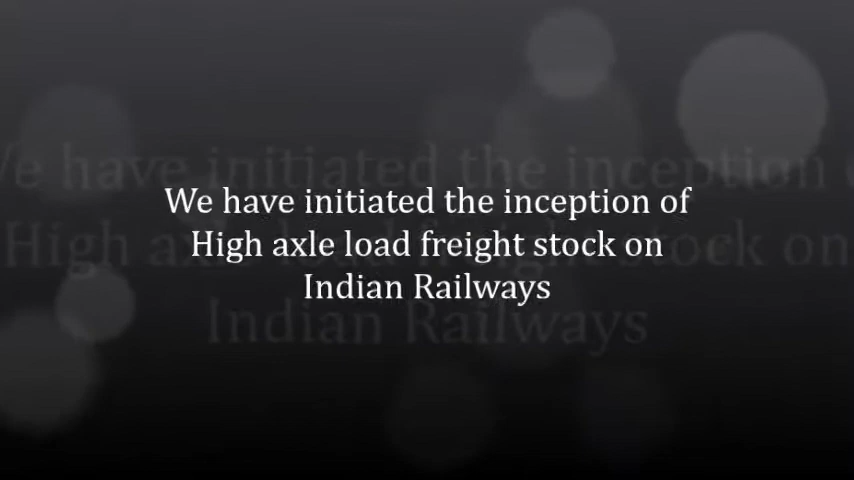 We have initiated the inception of
High axle load freight stock on
Indian Railways